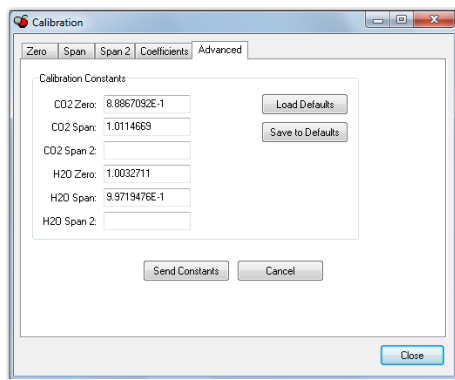 Calibration
Zero Span Span 2 Coefficients Advanced
Calibration Constants
CO2 Zero: 8.8867092E-1 Load Defaults
CO2 Span: 1.0114669 Save to Defaults
CO2 Span 2:
H2O Zero: 1.0032711
H2O Span: 9.9719476E-1
H2O Span 2:
Send Constants Cancel
Close